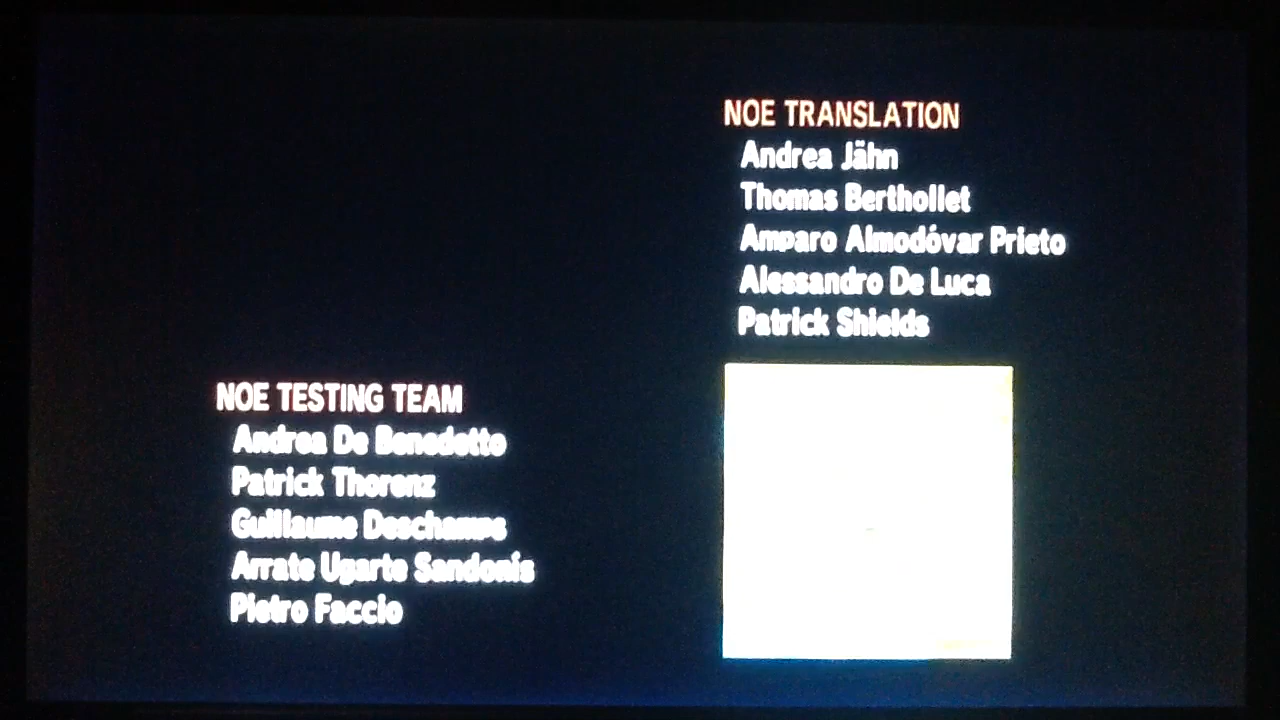 NOE TRANSLATION
Andrea Jähn
Thomas Berthollet
Amparo Almodóvar Prieto
Alessandro De Luca
Patrick Shields
NOE TESTING TEAM
Andrea De Benedetto
Patrick Thorenz
Guillaume Deschamps
Arrate Ugarte Sandonís
Pietro Faccio